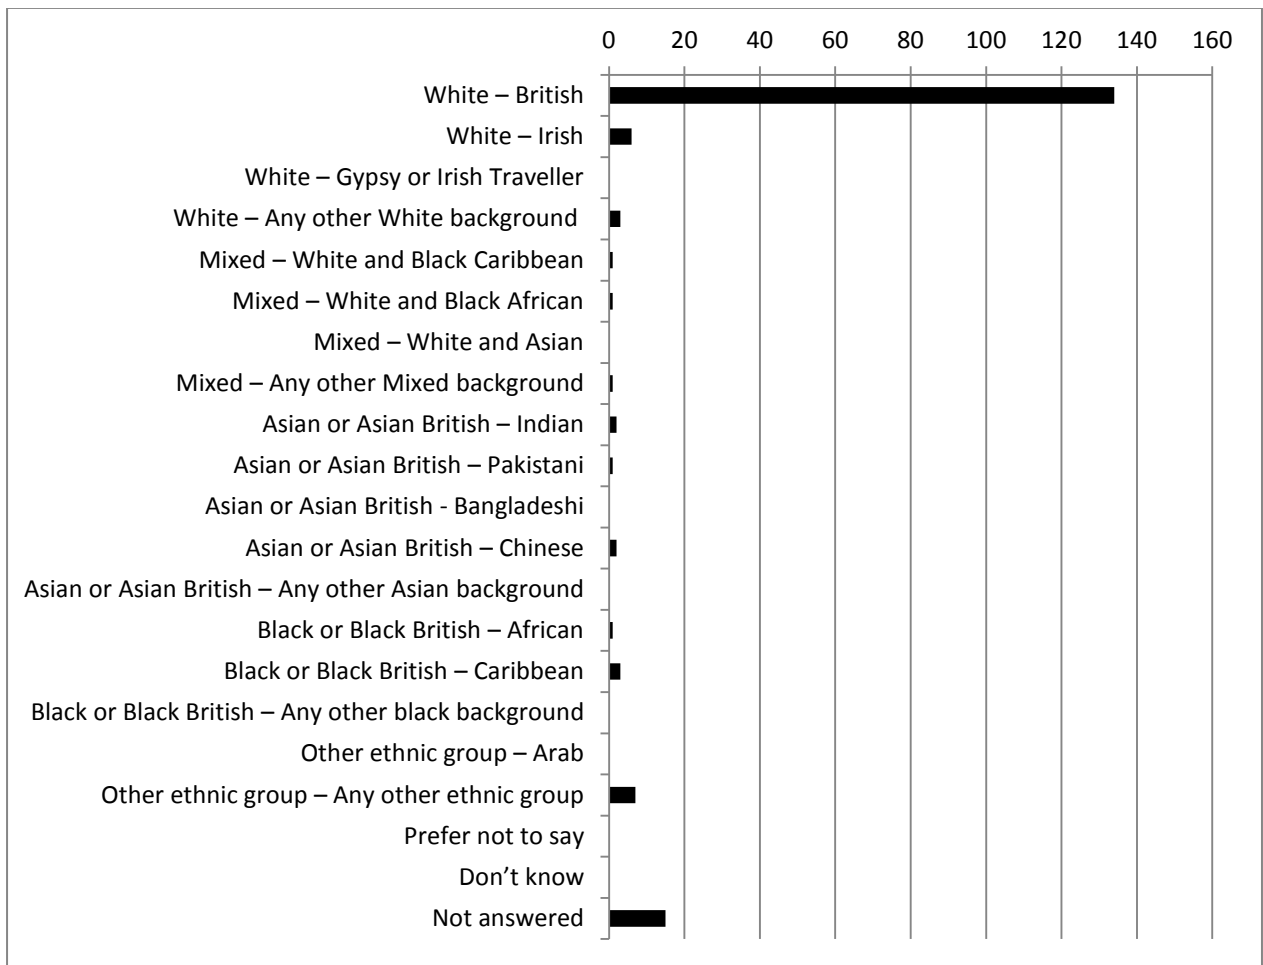 0 20 40 60 80 100 120 140 160
White – British
White – Irish
White – Gypsy or Irish Traveller
White – Any other White background
Mixed – White and Black Caribbean
Mixed – White and Black African
Mixed – White and Asian
Mixed – Any other Mixed background
Asian or Asian British – Indian
Asian or Asian British – Pakistani
Asian or Asian British - Bangladeshi
Asian or Asian British – Chinese
Asian or Asian British – Any other Asian background
Black or Black British – African
Black or Black British – Caribbean
Black or Black British – Any other black background
Other ethnic group – Arab
Other ethnic group – Any other ethnic group
Prefer not to say
Don’t know
Not answered